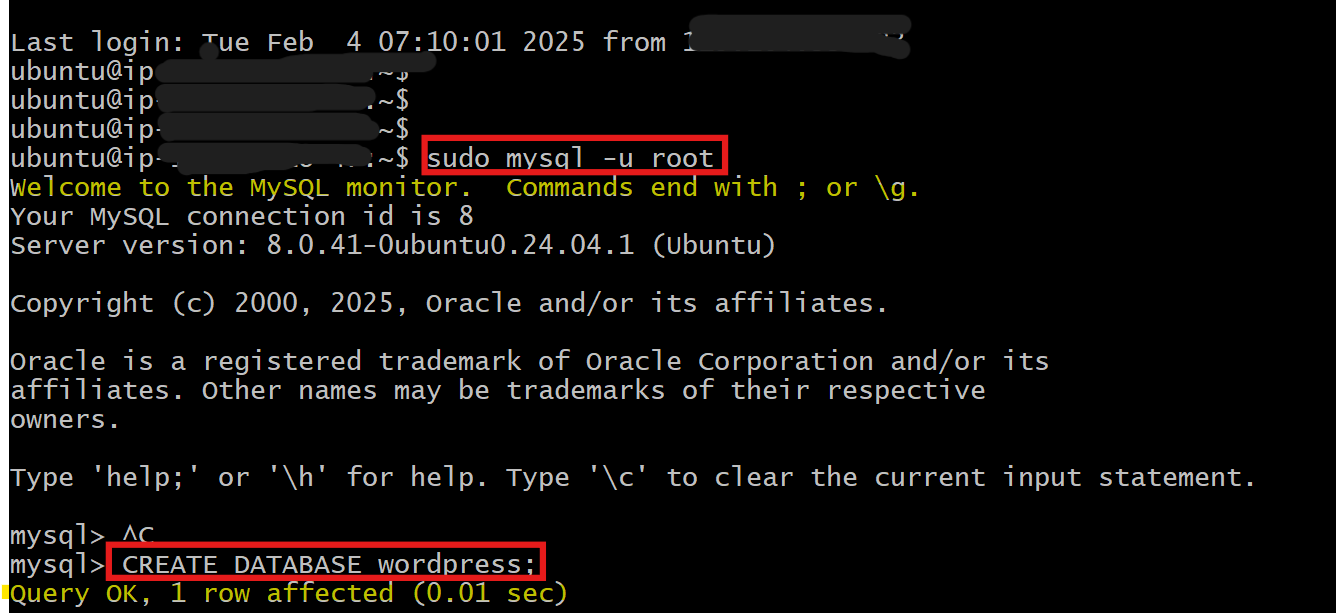 Last login: Tue Feb  4 07:10:01 2025 from
ubuntu@ip- :~$
ubuntu@ip- :~$
ubuntu@ip- ~$
ubuntu@ip- :~$ sudo mysql -u root
Welcome to the MySQL monitor.  Commands end with ; or \g.
Your MySQL connection id is 8
Server version: 8.0.41-0ubuntu0.24.04.1 (Ubuntu)
Copyright (c) 2000, 2025, Oracle and/or its affiliates.
Oracle is a registered trademark of Oracle Corporation and/or its
affiliates. Other names may be trademarks of their respective
owners.
Type 'help;' or '\h' for help. Type '\c' to clear the current input statement.
mysql> ^C
mysql> CREATE DATABASE wordpress;
Query OK, 1 row affected (0.01 sec)